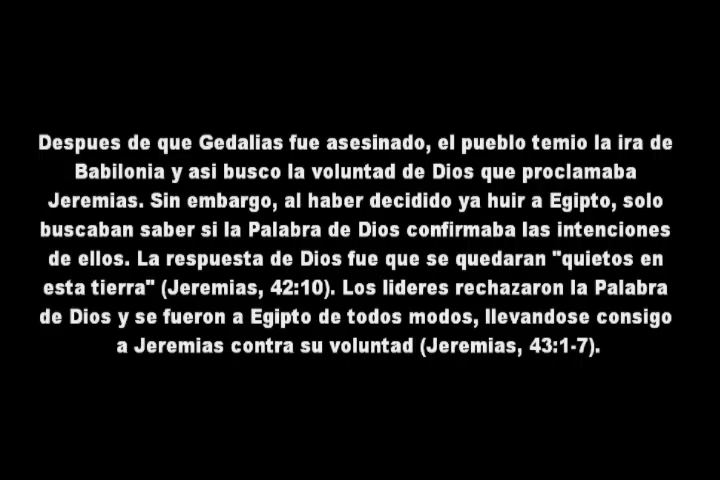 Despues de que Gedalias fue asesinado, el pueblo temio la ira de
Babilonia y asi busco la voluntad de Dios que proclamaba
Jeremias. Sin embargo, al haber decidido ya huir a Egipto, solo
buscaban saber si la Palabra de Dios confirmaba las intenciones
de ellos. La respuesta de Dios fue que se quedaran "quietos en
esta tierra" (Jeremias, 42:10). Los lideres rechazaron la Palabra
de Dios y se fueron a Egipto de todos modos, llevandose consigo
a Jeremias contra su voluntad (Jeremias, 43:1-7).